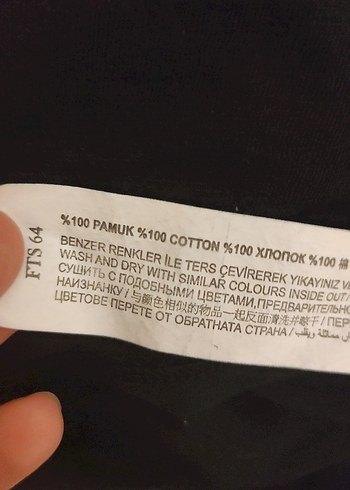 FTS 64
%100 PAMUK %100 COTTON %100 ХЛОПОК %100 棉
BENZER RENKLER İLE TERS ÇEVİREREK YIKAYINIZ
WASH AND DRY WITH SIMILAR COLOURS INSIDE OUT /
СУШИТЬ С ПОДОБНЫМИ ЦВЕТАМИ, ПРЕДВАРИТЕЛЬНО
НАИЗНАНКУ / 与颜色相似的物品一起反面清洗并晾干 / ПЕР
ЦВЕТОВЕ ПЕРЕТЕ ОТ ОБРАТНАТА СТРАНА /